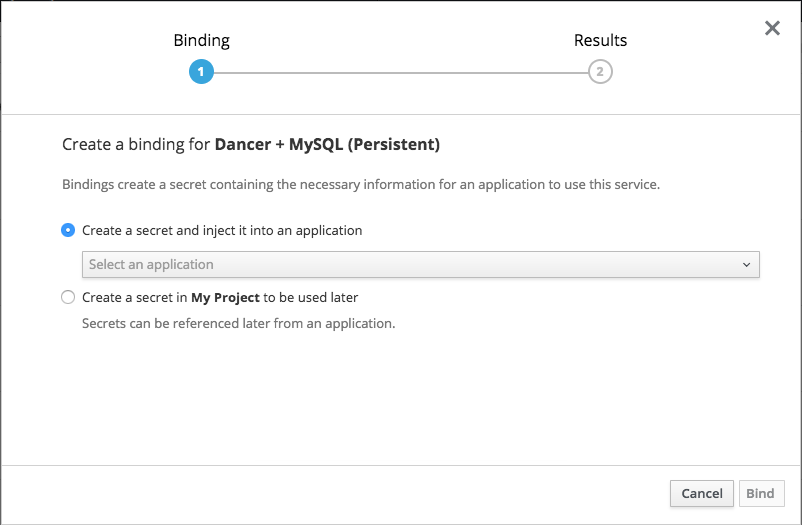 Binding
Results
1
2
Create a binding for Dancer + MySQL (Persistent)
Bindings create a secret containing the necessary information for an application to use this service.
Create a secret and inject it into an application
Select an application
Create a secret in My Project to be used later
Secrets can be referenced later from an application.
Cancel
Bind